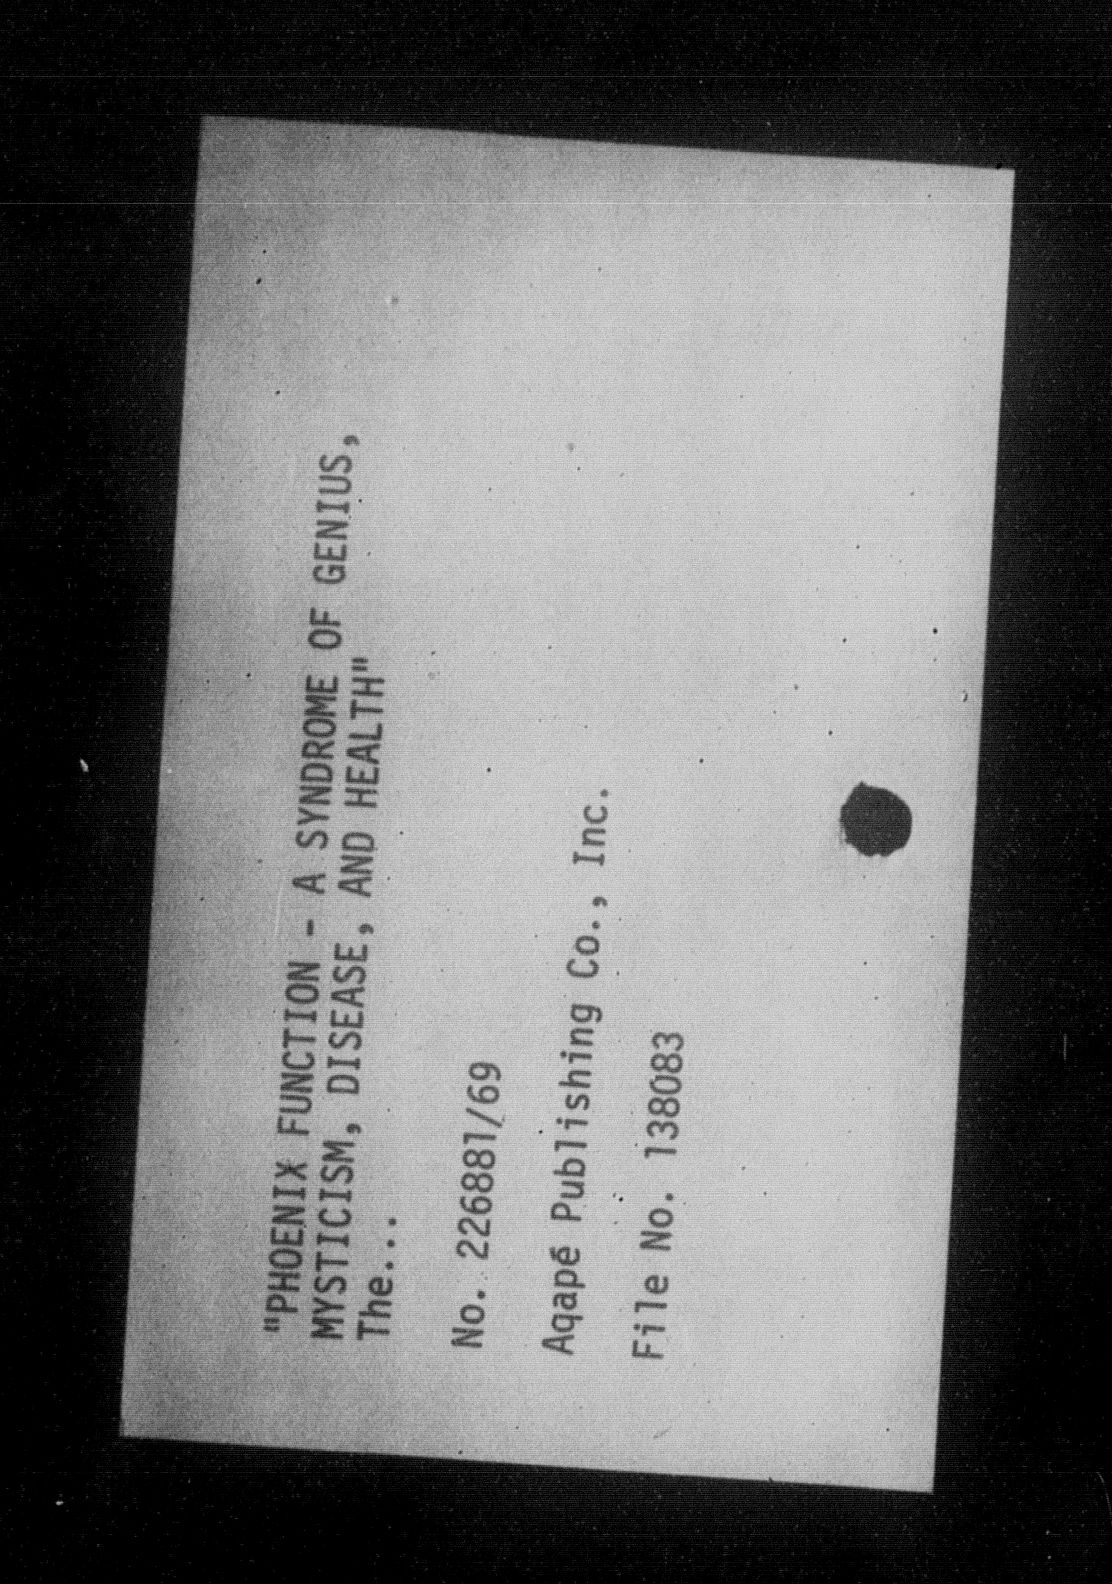 "PHOENIX FUNCTION - A SYNDROME OF GENIUS,
MYSTICISM, DISEASE, AND HEALTH"
The...
No. 226881/69
Aqapé Publishing Co., Inc.
File No. 138083